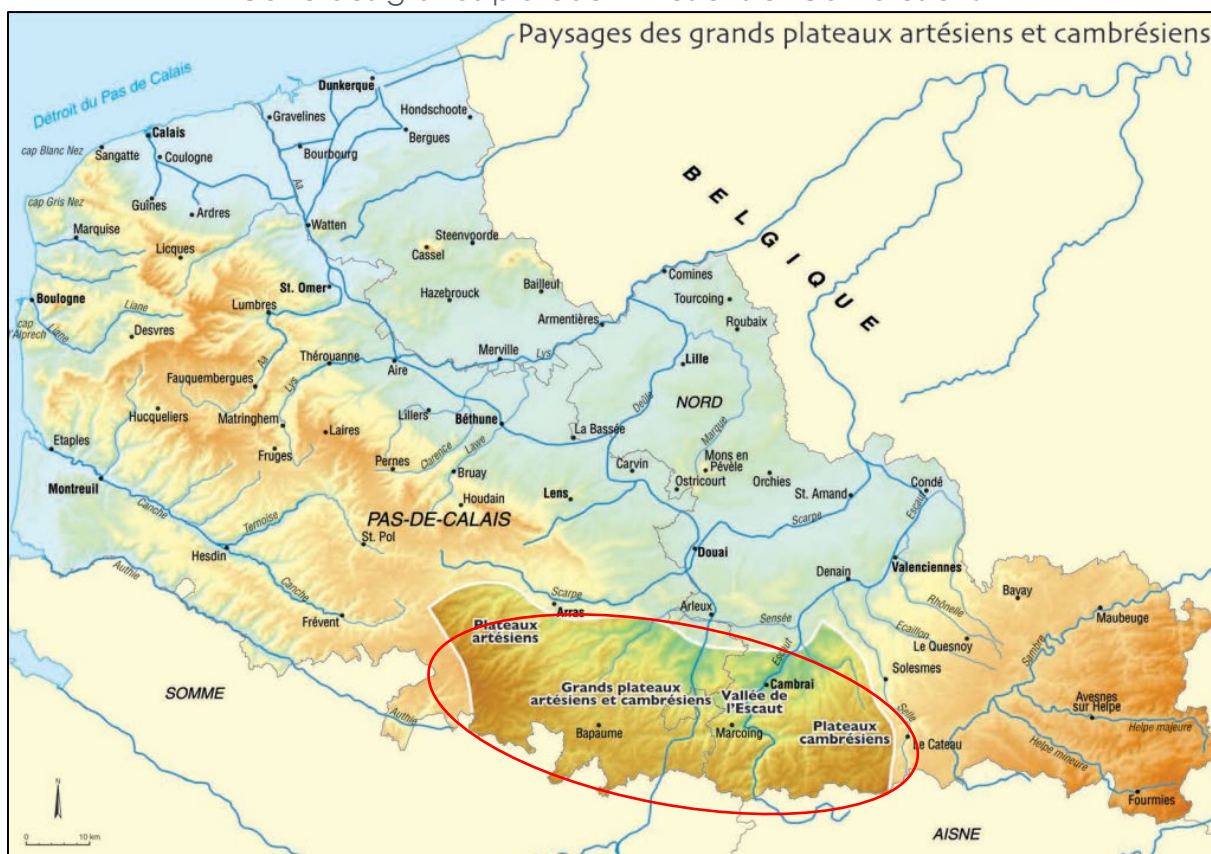 Paysages des grands plateaux artésiens et cambrésiens
Détroit du Pas de Calais
Dunkerque
Gravelines
Hondschoote
Calais
Bergues
cap Blanc Nez
Sangatte
Coulogne
Bourbourg
Aa
BELGIQUE
cap Gris Nez
Guînes
Ardres
Watten
Marquise
Licques
Steenvoorde
Cassel
Comines
Bailleul
Tourcoing
St. Omer
Hazebrouck
Boulogne
Liane
Lumbres
Armentières
Roubaix
cap d'Alprech
Liane
Desvres
Thérouanne
Aire
Merville
Lys
Lille
Aa
Lys
Fauquembergues
NORD
Deûle
Marque
Hucqueliers
Matringhem
Laires
Lillers
Béthune
La Bassée
Etaples
Fruges
Pernes
Clarence
Lawe
Bruay
Carvin
Mons en
Pévèle
Ostricourt
Orchies
St. Amand
Condé
Escaut
Montreuil
Canche
Ternoise
Houdain
Lens
Scarpe
PAS-DE-CALAIS
St. Pol
Hesdin
Douai
Valenciennes
Authie
Canche
Denain
Scarpe
Arras
Arleux
Sensée
Rhônelle
Bavay
Maubeuge
Frévent
Plateaux
artésiens
Escaut
Ecaillon
Le Quesnoy
Sambre
Solesmes
SOMME
Grands plateaux
artésiens et cambrésiens
Vallée de
l'Escaut
Cambrai
Selle
Avesnes
sur Helpe
Authie
Bapaume
Marcoing
Plateaux
cambrésiens
Helpe majeure
Le Cateau
Helpe mineure
Fourmies
N
0
10 km
AISNE